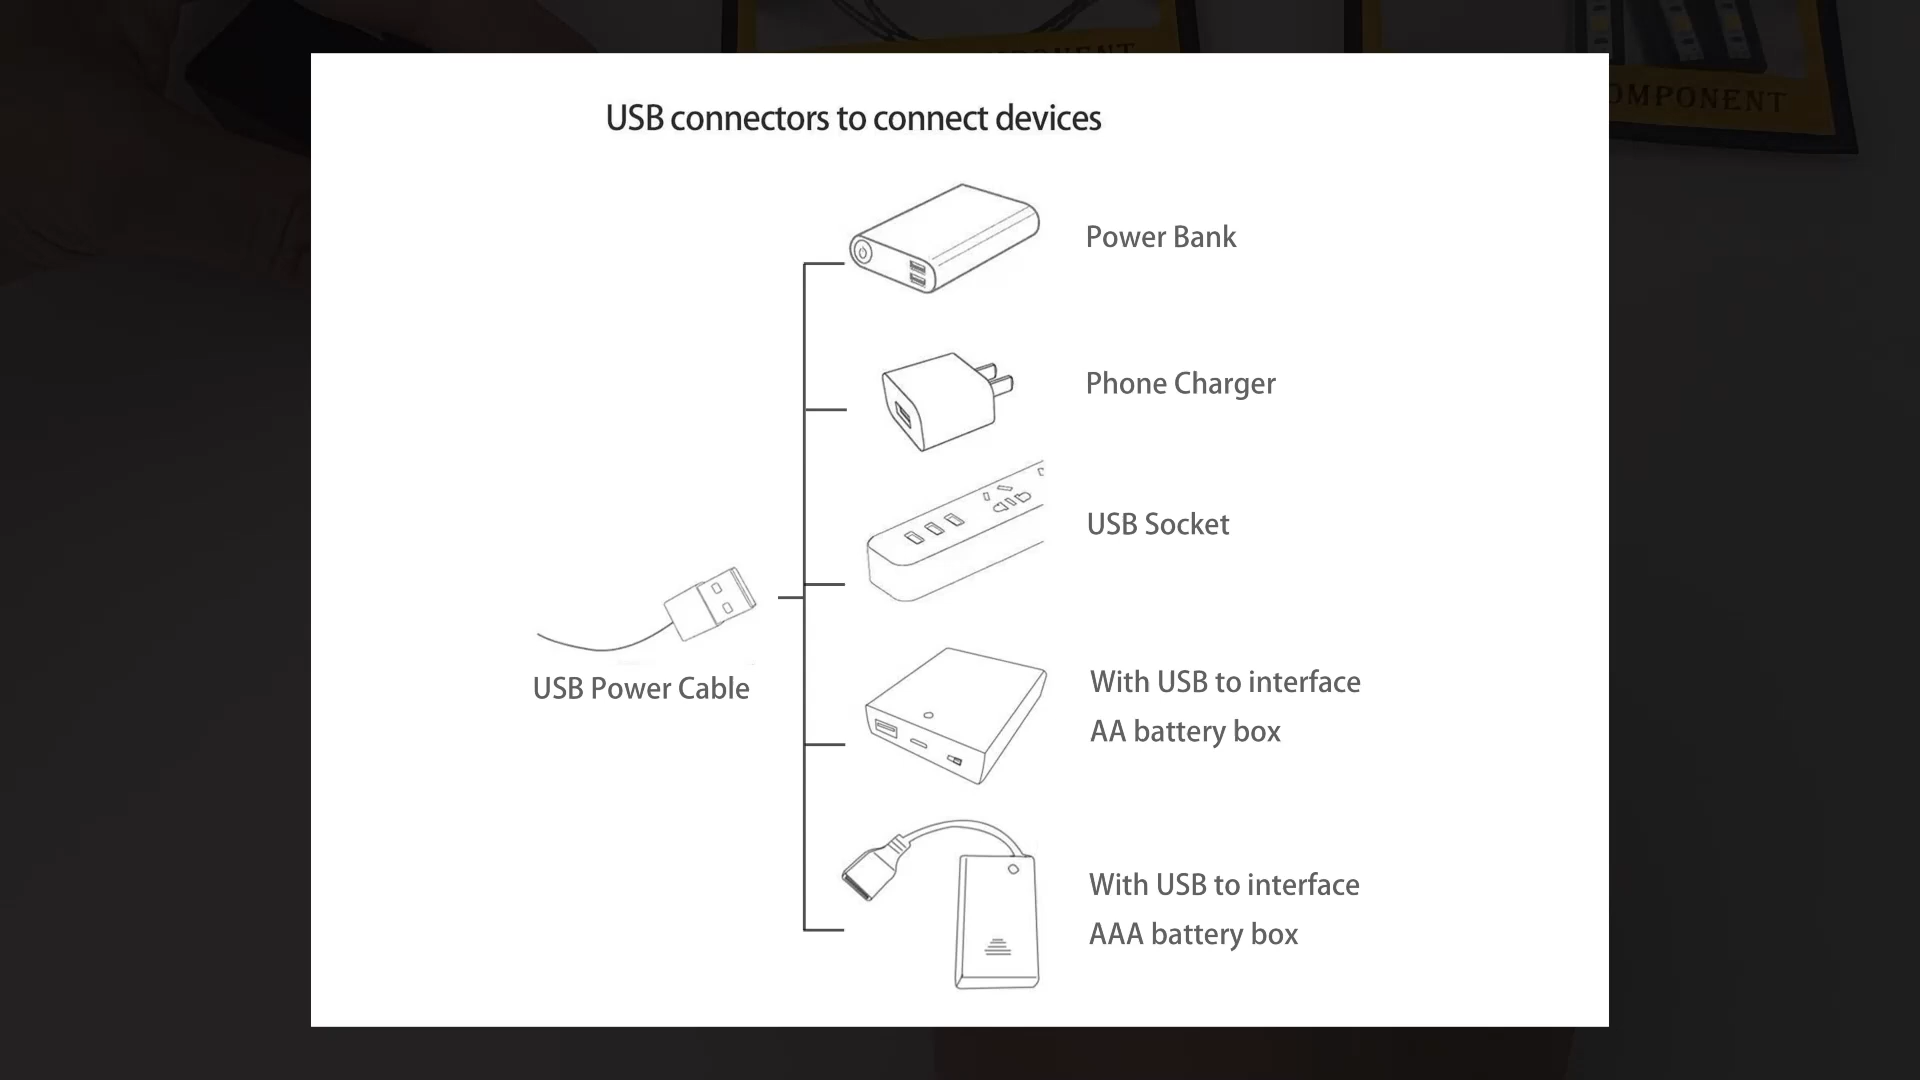 USB connectors to connect devices
Power Bank
Phone Charger
USB Socket
USB Power Cable
With USB to interface
AA battery box
With USB to interface
AAA battery box